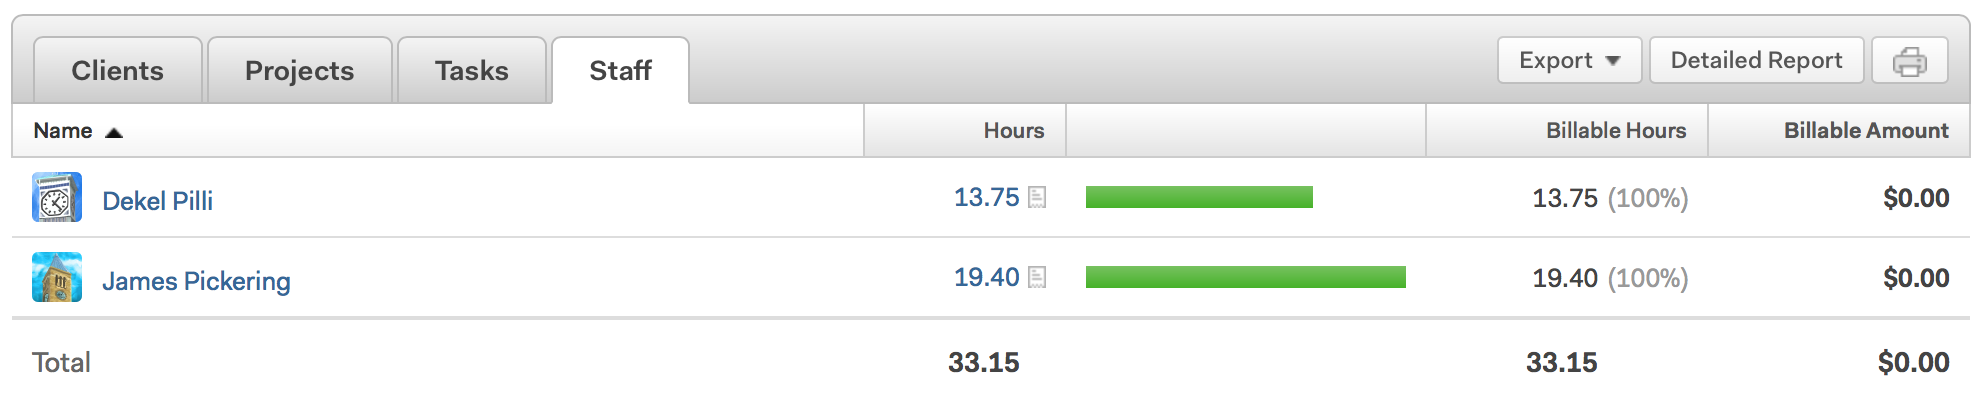 Clients Projects Tasks Staff Export Detailed Report
Name Hours Billable Hours Billable Amount
Dekel Pilli 13.75 13.75 (100%) $0.00
James Pickering 19.40 19.40 (100%) $0.00
Total 33.15 33.15 $0.00